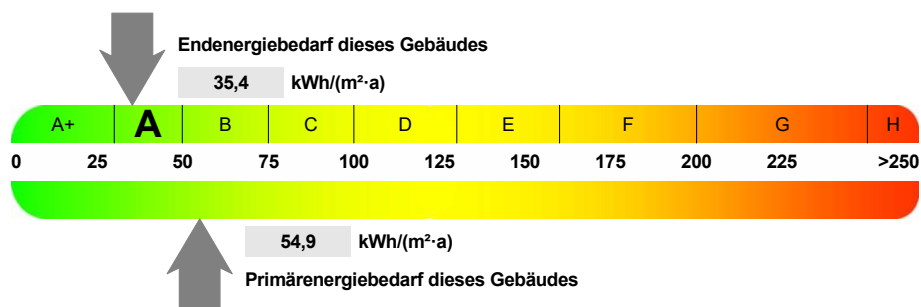 Endenergiebedarf dieses Gebäudes
35,4 kWh/(m²·a)
A+ A B C D E F G H
0 25 50 75 100 125 150 175 200 225 >250
54,9 kWh/(m²·a)
Primärenergiebedarf dieses Gebäudes